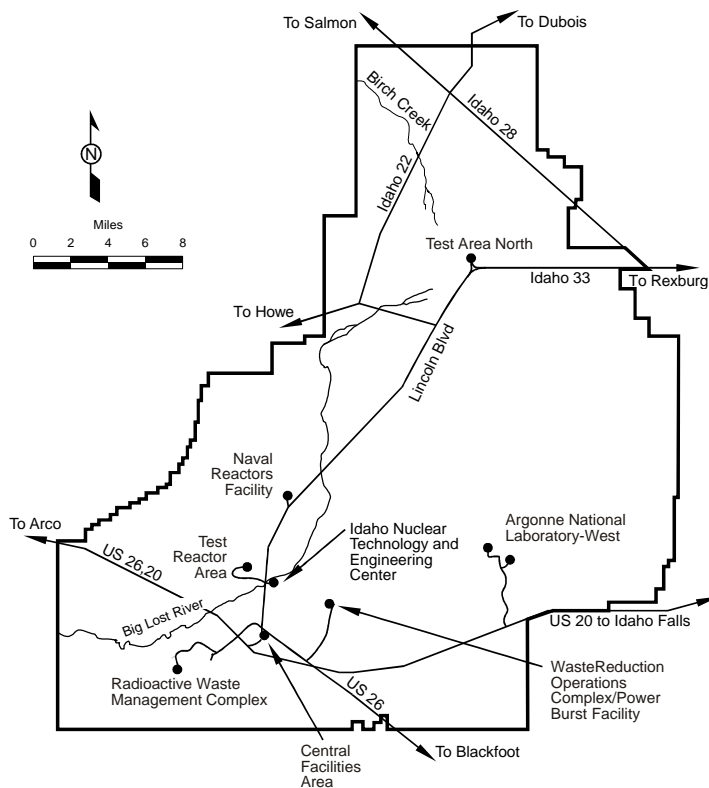 To Salmon
To Dubois
Birch Creek
Idaho 28
Idaho 22
N
Miles
0 2 4 6 8
Test Area North
Idaho 33
To Rexburg
To Howe
Lincoln Blvd
Naval
Reactors
Facility
To Arco
US 26,20
Test
Reactor
Area
Idaho Nuclear
Technology and
Engineering
Center
Argonne National
Laboratory-West
Big Lost River
US 20 to Idaho Falls
Radioactive Waste
Management Complex
US 26
WasteReduction
Operations
Complex/Power
Burst Facility
Central
Facilities
Area
To Blackfoot